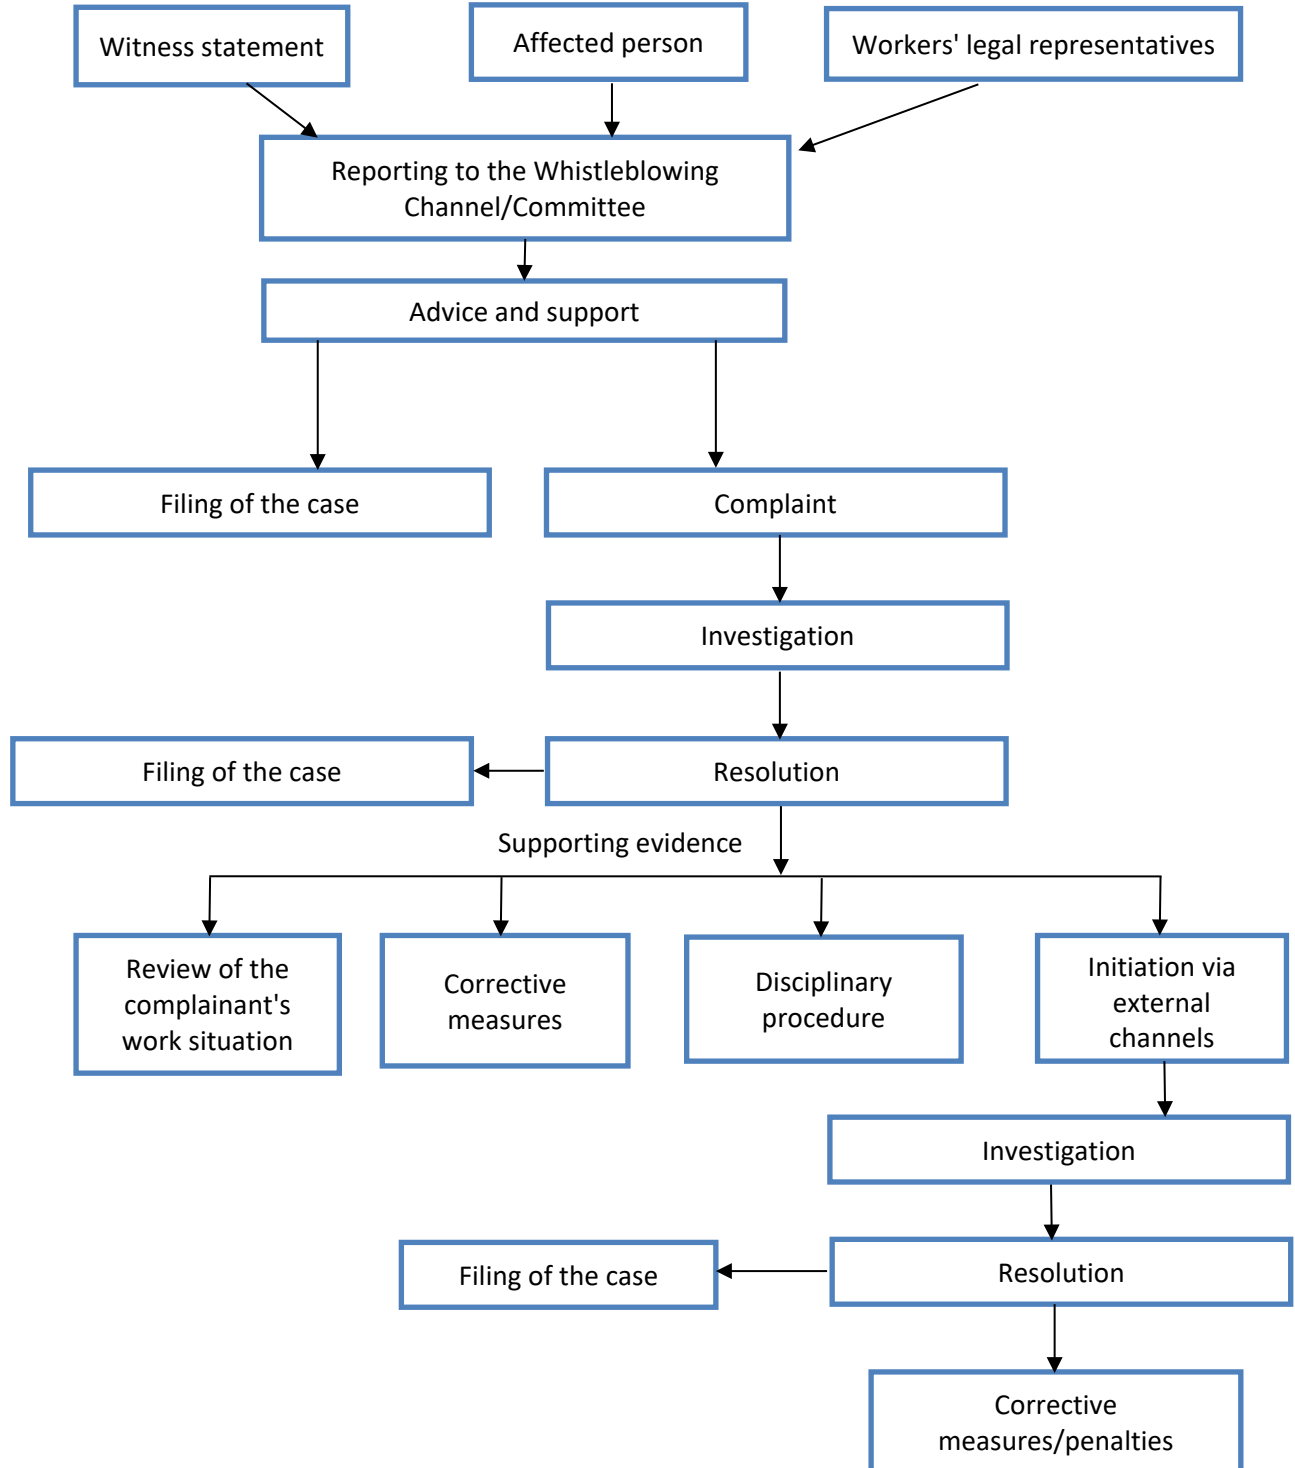 Witness statement
Affected person
Workers' legal representatives
Reporting to the Whistleblowing
Channel/Committee
Advice and support
Filing of the case
Complaint
Investigation
Filing of the case
Resolution
Supporting evidence
Review of the
complainant's
work situation
Corrective
measures
Disciplinary
procedure
Initiation via
external
channels
Investigation
Filing of the case
Resolution
Corrective
measures/penalties